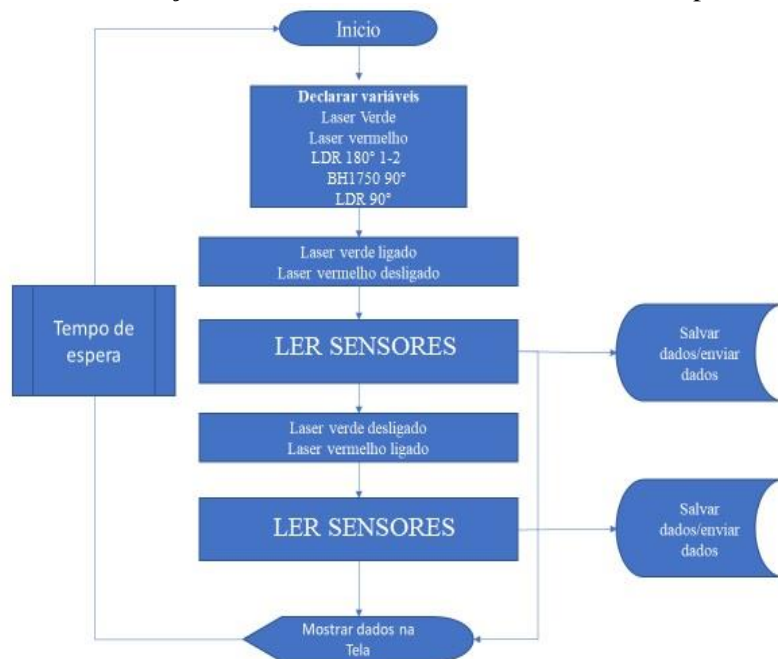 Inicio
Declarar variáveis
Laser Verde
Laser vermelho
LDR 180° 1-2
BH1750 90°
LDR 90°
Laser verde ligado
Laser vermelho desligado
Tempo de
espera
LER SENSORES
Salvar
dados/enviar
dados
Laser verde desligado
Laser vermelho ligado
LER SENSORES
Salvar
dados/enviar
dados
Mostrar dados na
Tela